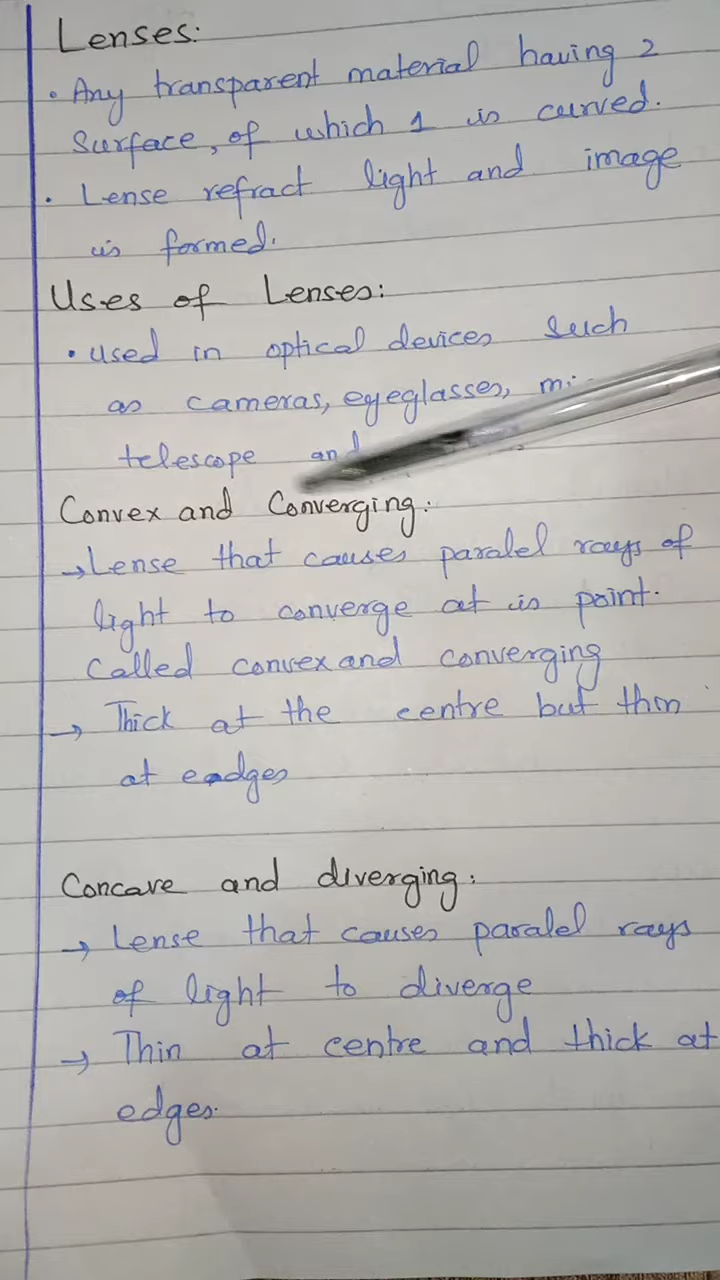 Lenses:
• Any transparent material having 2
surface, of which 1 is curved.
• Lense refract light and image
is formed.
Uses of Lenses:
• used in optical devices such
as cameras, eyeglasses,
telescope and
Convex and Converging:
→ Lense that causes paralel rays of
light to converge at is point.
Called convex and converging
→ Thick at the centre but thin
at edges
Concave and diverging:
→ Lense that causes paralel rays
of light to diverge
→ Thin at centre and thick at
edges.